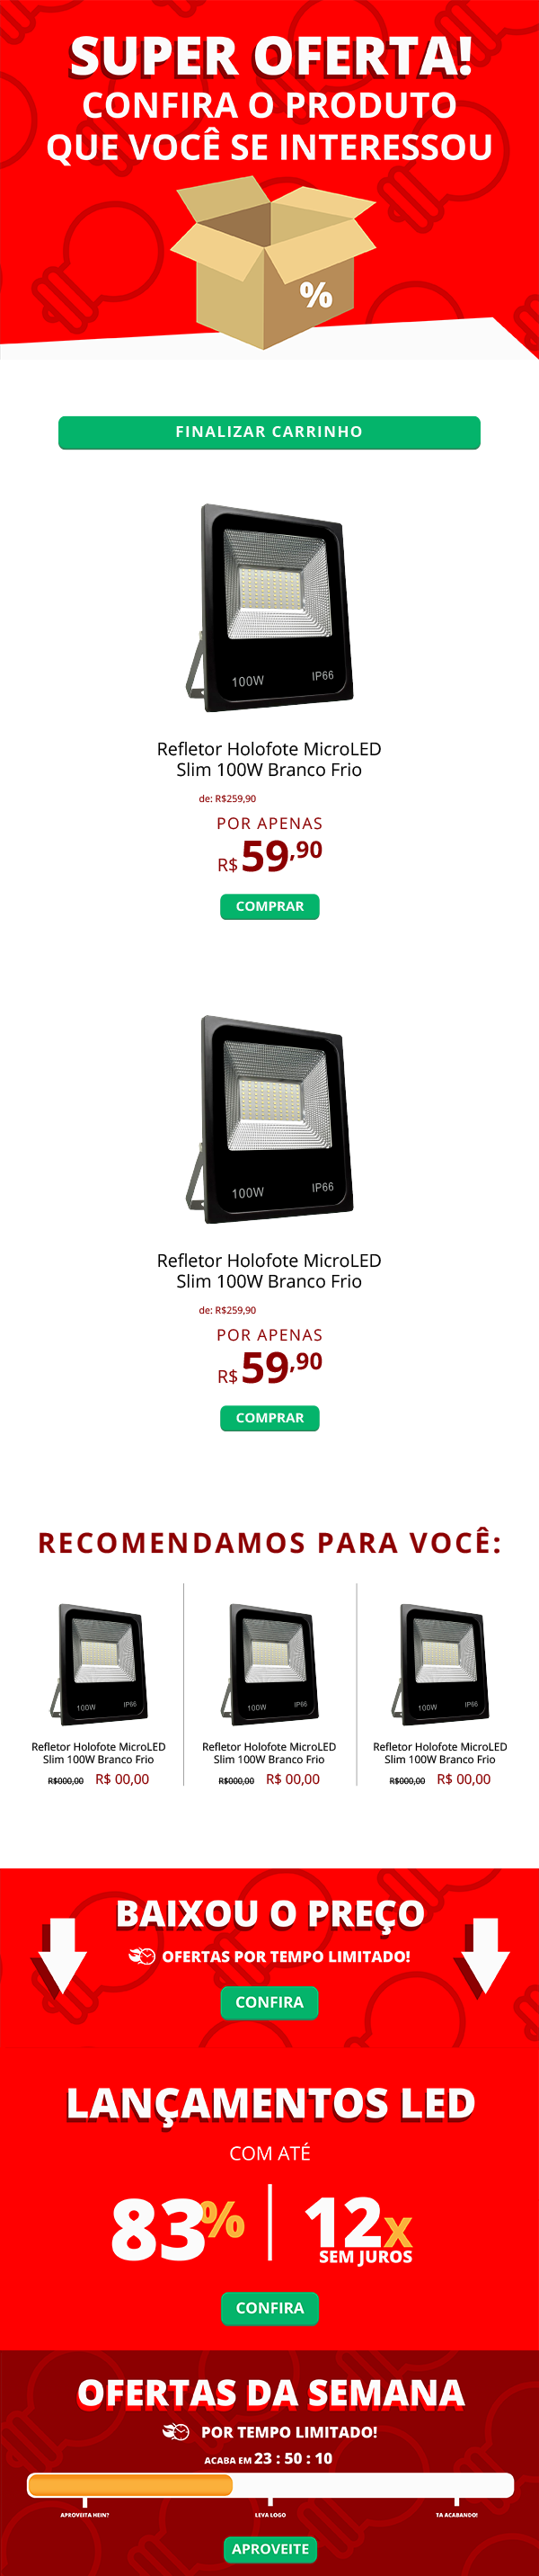 SUPER OFERTA!
CONFIRA O PRODUTO
QUE VOCÊ SE INTERESSOU
%
FINALIZAR CARRINHO
100W IP66
Refletor Holofote MicroLED
Slim 100W Branco Frio
de: R$259,90
POR APENAS
R$ 59,90
COMPRAR
100W IP66
Refletor Holofote MicroLED
Slim 100W Branco Frio
de: R$259,90
POR APENAS
R$ 59,90
COMPRAR
RECOMENDAMOS PARA VOCÊ:
100W IP66
Refletor Holofote MicroLED
Slim 100W Branco Frio
R$000,00 R$ 00,00
100W IP66
Refletor Holofote MicroLED
Slim 100W Branco Frio
R$000,00 R$ 00,00
100W IP66
Refletor Holofote MicroLED
Slim 100W Branco Frio
R$000,00 R$ 00,00
BAIXOU O PREÇO
OFERTAS POR TEMPO LIMITADO!
CONFIRA
LANÇAMENTOS LED
COM ATÉ
83%
12x
SEM JUROS
CONFIRA
OFERTAS DA SEMANA
POR TEMPO LIMITADO!
ACABA EM 23 : 50 : 10
APROVEITA HEIN? LEVA LOGO TA ACABANDO!
APROVEITE